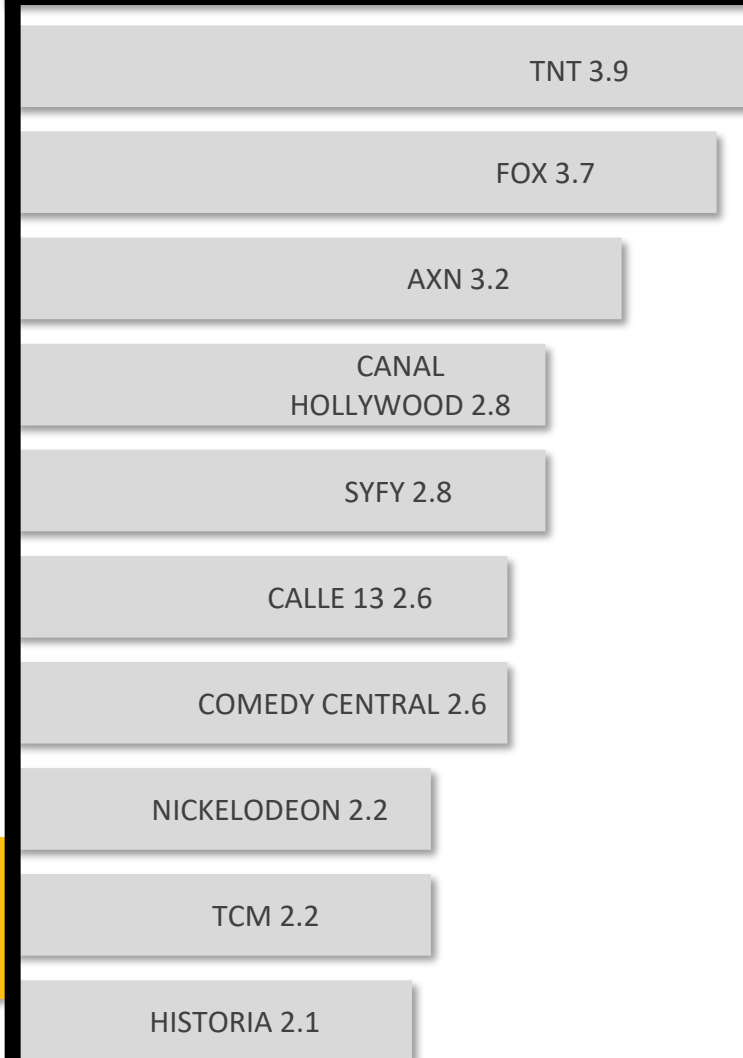 TNT 3.9
FOX 3.7
AXN 3.2
CANAL
HOLLYWOOD 2.8
SYFY 2.8
CALLE 13 2.6
COMEDY CENTRAL 2.6
NICKELODEON 2.2
TCM 2.2
HISTORIA 2.1